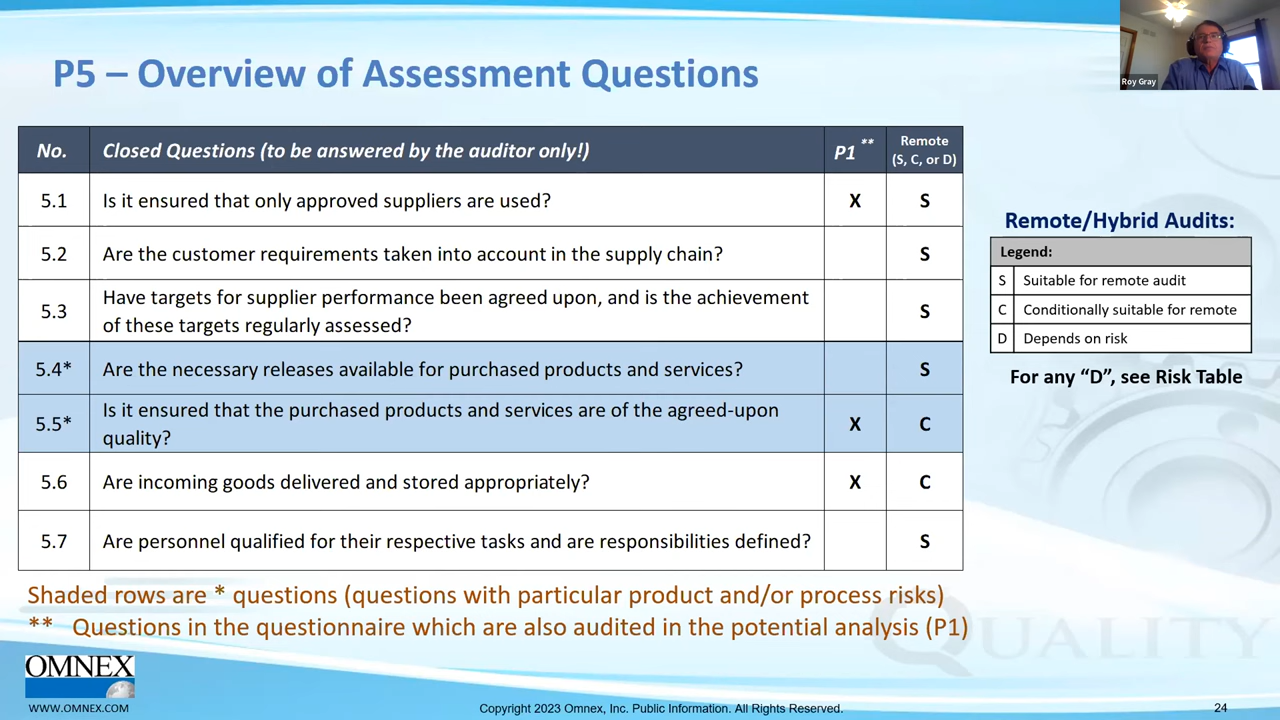 P5 – Overview of Assessment Questions
Roy Gray
No. Closed Questions (to be answered by the auditor only!) P1 ** Remote (S, C, or D)
5.1 Is it ensured that only approved suppliers are used? X S
5.2 Are the customer requirements taken into account in the supply chain? S
5.3 Have targets for supplier performance been agreed upon, and is the achievement
of these targets regularly assessed? S
5.4* Are the necessary releases available for purchased products and services? S
5.5* Is it ensured that the purchased products and services are of the agreed-upon
quality? X C
5.6 Are incoming goods delivered and stored appropriately? X C
5.7 Are personnel qualified for their respective tasks and are responsibilities defined? S
Remote/Hybrid Audits:
Legend:
S Suitable for remote audit
C Conditionally suitable for remote
D Depends on risk
For any “D”, see Risk Table
Shaded rows are * questions (questions with particular product and/or process risks)
** Questions in the questionnaire which are also audited in the potential analysis (P1)
QUALITY
OMNEX
WWW.OMNEX.COM
Copyright 2023 Omnex, Inc. Public Information. All Rights Reserved.
24